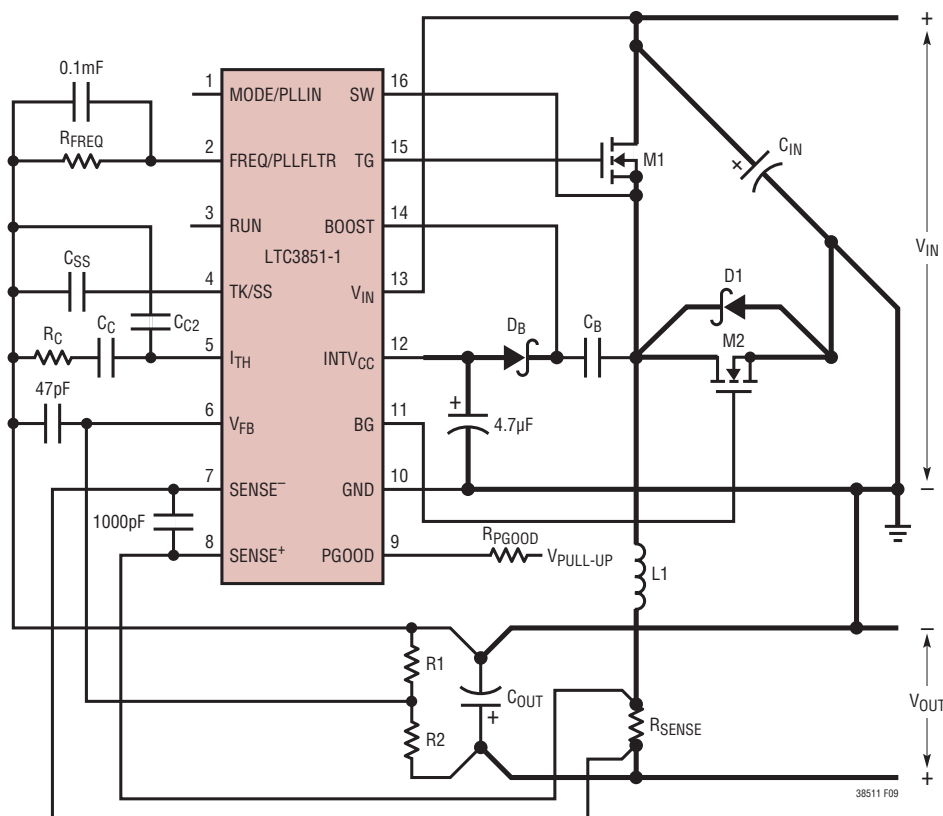 +
0.1mF
1
MODE/PLLIN
SW
16
RFREQ
2
FREQ/PLLFLTR
TG
15
M1
CIN
+
3
RUN
BOOST
14
LTC3851-1
CSS
4
TK/SS
VIN
13
VIN
D1
RC
CC
CC2
5
ITH
INTVCC
12
DB
CB
M2
47pF
6
VFB
BG
11
+
4.7µF
7
SENSE–
GND
10
–
1000pF
8
SENSE+
PGOOD
9
RPGOOD
VPULL-UP
L1
–
R1
COUT
+
R2
RSENSE
VOUT
+
38511 F09